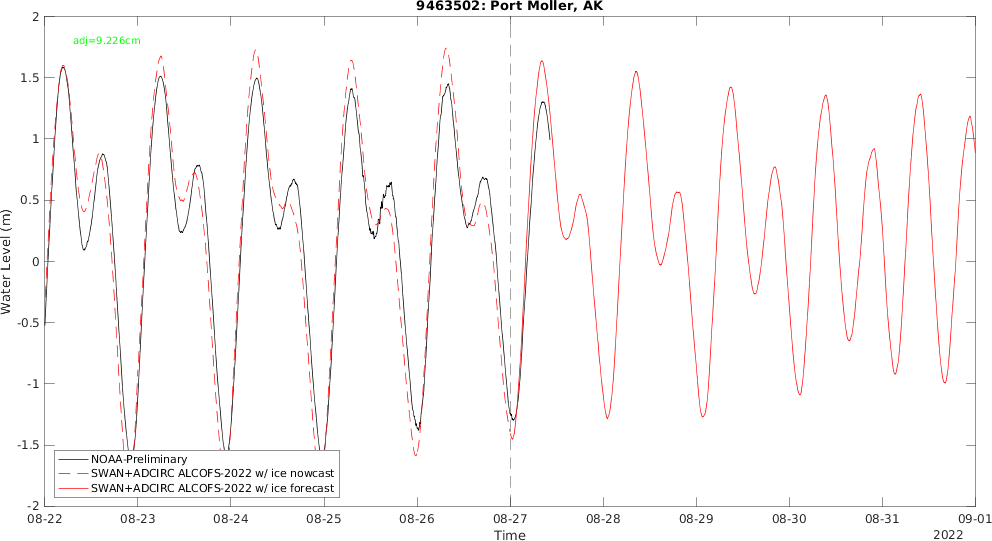 9463502: Port Moller, AK
adj=9.226cm
2
1.5
1
0.5
0
-0.5
-1
-1.5
-2
Water Level (m)
NOAA-Preliminary
SWAN+ADCIRC ALCOFS-2022 w/ ice nowcast
SWAN+ADCIRC ALCOFS-2022 w/ ice forecast
08-22 08-23 08-24 08-25 08-26 08-27 08-28 08-29 08-30 08-31 09-01
Time
2022